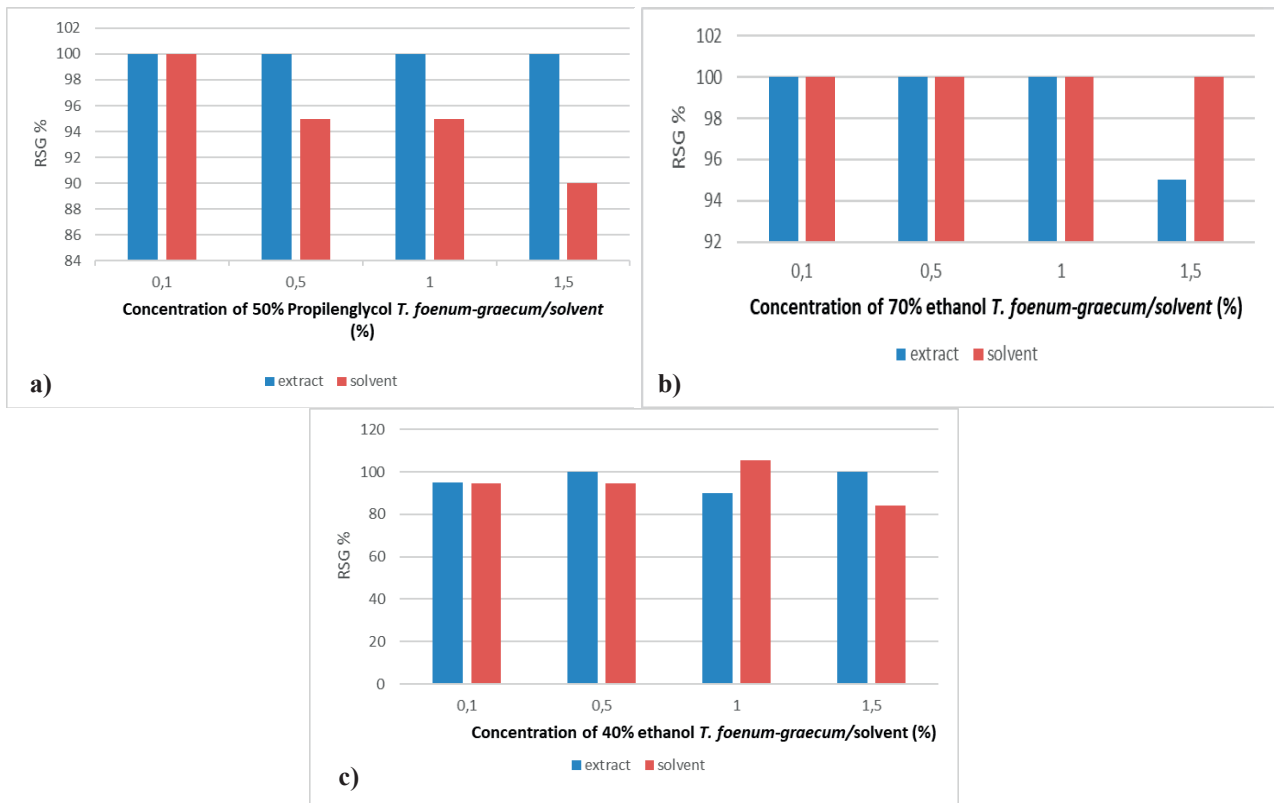 102
100
98
96
94
92
90
88
86
84
RSG %
0,1 0,5 1 1,5
Concentration of 50% Propilenglycol T. foenum-graecum/solvent
(%)
extract solvent
a)
102
100
98
96
94
92
RSG %
0,1 0,5 1 1,5
Concentration of 70% ethanol T. foenum-graecum/solvent (%)
extract solvent
b)
120
100
80
60
40
20
0
RSG %
0,1 0,5 1 1,5
Concentration of 40% ethanol T. foenum-graecum/solvent (%)
extract solvent
c)